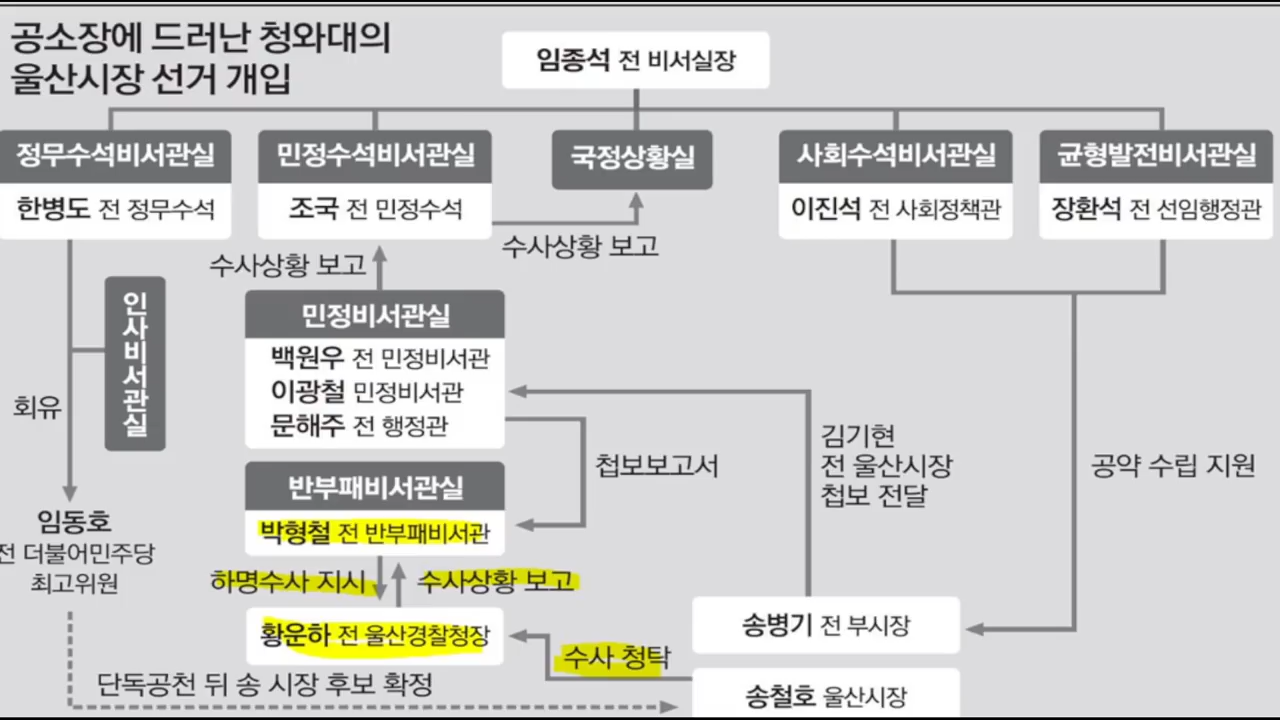 공소장에 드러난 청와대의
울산시장 선거 개입
임종석 전 비서실장
정무수석비서관실
한병도 전 정무수석
민정수석비서관실
조국 전 민정수석
국정상황실
사회수석비서관실
이진석 전 사회정책관
균형발전비서관실
장환석 전 선임행정관
수사상황 보고
수사상황 보고
인사비서관실
회유
민정비서관실
백원우 전 민정비서관
이광철 민정비서관
문해주 전 행정관
첩보보고서
김기현
전 울산시장
첩보 전달
공약 수립 지원
반부패비서관실
박형철 전 반부패비서관
임동호
전 더불어민주당
최고위원
하명수사 지시
수사상황 보고
황운하 전 울산경찰청장
수사 청탁
송병기 전 부시장
단독공천 뒤 송 시장 후보 확정
송철호 울산시장